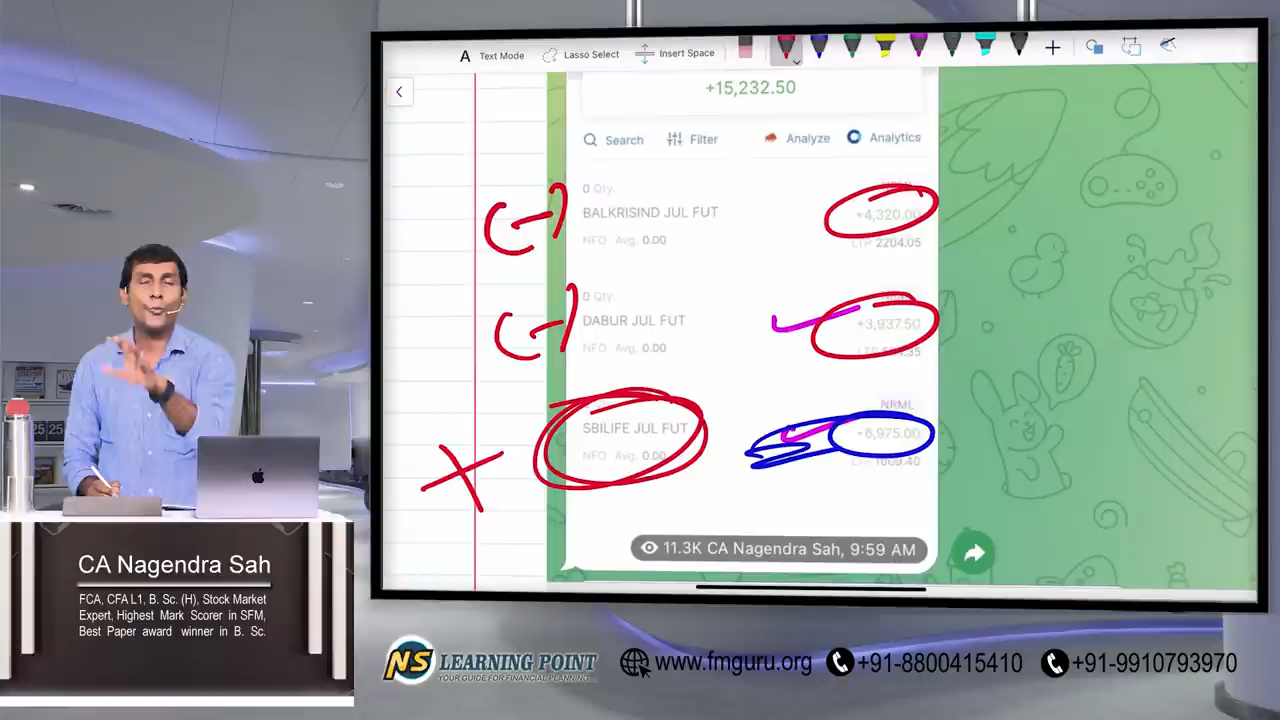 A Text Mode Lasso Select Insert Space
+15,232.50
Search Filter Analyze Analytics
0 Qty.
BALKRISIND JUL FUT +4,320.00
NFO Avg. 0.00 LTP 2204.05
0 Qty.
DABUR JUL FUT +3,937.50
NFO Avg. 0.00
(-)
(-)
NRML
SBILIFE JUL FUT +6,975.00
NFO Avg. 0.00 LTP 1609.40
11.3K CA Nagendra Sah, 9:59 AM
CA Nagendra Sah
FCA, CFA L1, B. Sc. (H), Stock Market
Expert, Highest Mark Scorer in SFM,
Best Paper award winner in B. Sc.
NS LEARNING POINT
YOUR GUIDE FOR FINANCIAL PLANNING...
www.fmguru.org +91-8800415410 +91-9910793970